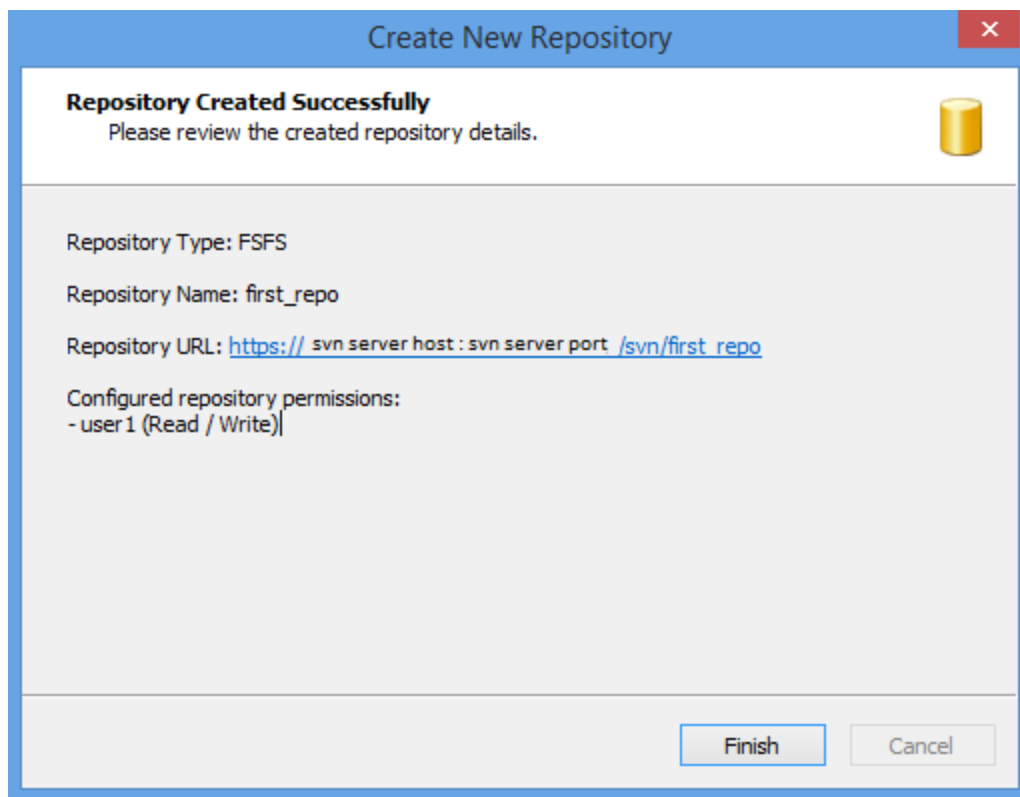 Create New Repository
Repository Created Successfully
Please review the created repository details.
Repository Type: FSFS
Repository Name: first_repo
Repository URL: https:// svn server host : svn server port /svn/first_repo
Configured repository permissions:
- user1 (Read / Write)
Finish Cancel